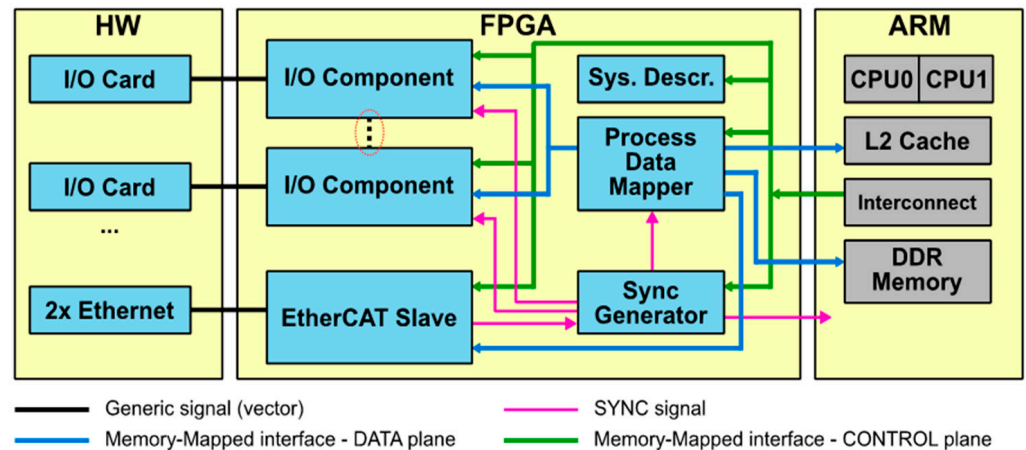 HW
FPGA
ARM
I/O Card
I/O Component
Sys. Descr.
CPU0
CPU1
Process
Data
Mapper
L2 Cache
I/O Card
I/O Component
Interconnect
...
DDR
Memory
2x Ethernet
EtherCAT Slave
Sync
Generator
Generic signal (vector)
SYNC signal
Memory-Mapped interface - DATA plane
Memory-Mapped interface - CONTROL plane